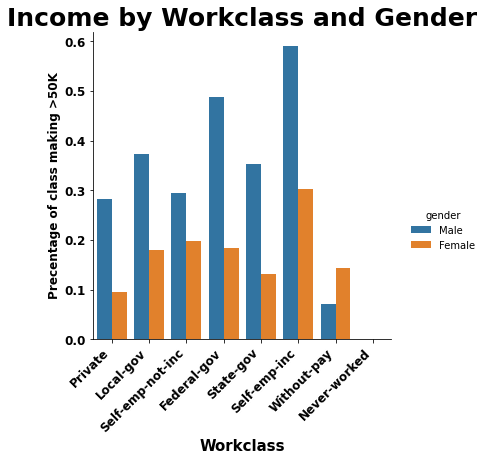 Income by Workclass and Gender
Precentage of class making >50K
0.6
0.5
0.4
0.3
0.2
0.1
0.0
Private
Local-gov
Self-emp-not-inc
Federal-gov
State-gov
Self-emp-inc
Without-pay
Never-worked
Workclass
gender
Male
Female